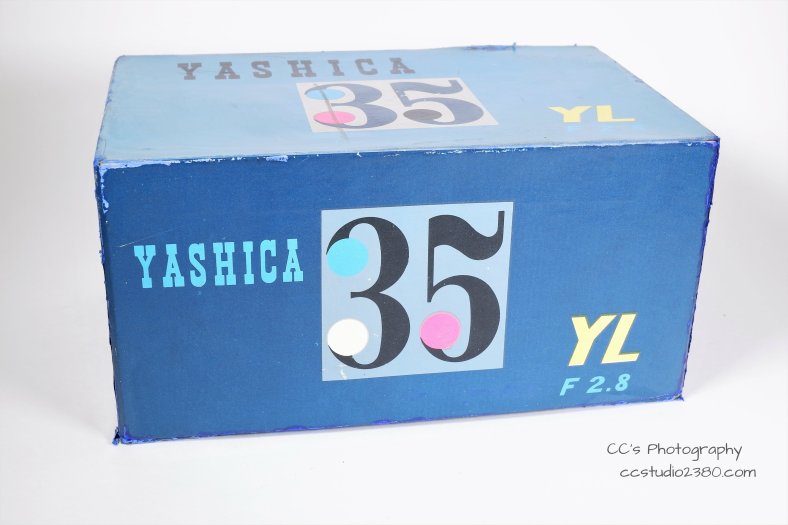 YASHICA
35
YL
YASHICA
35
YL
F 2.8
CC's Photography
ccstudio2380.com